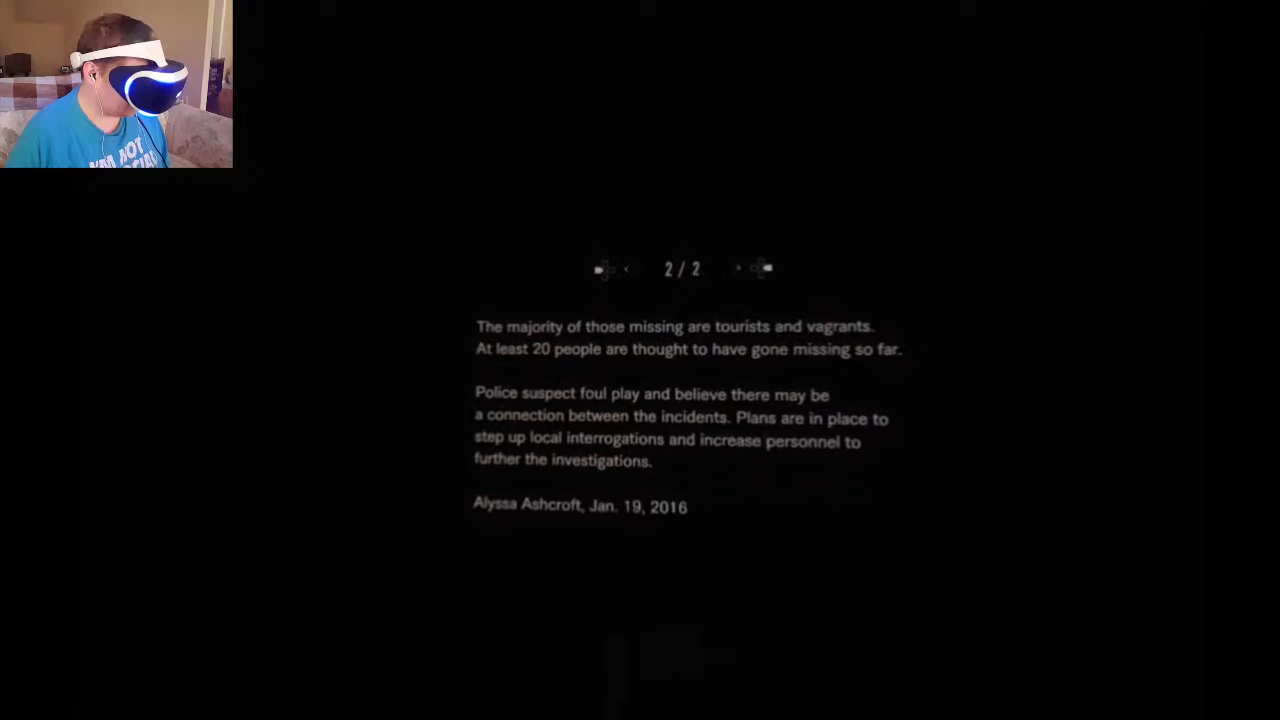 I'M NOT
2 / 2
The majority of those missing are tourists and vagrants.
At least 20 people are thought to have gone missing so far.
Police suspect foul play and believe there may be
a connection between the incidents. Plans are in place to
step up local interrogations and increase personnel to
further the investigations.
Alyssa Ashcroft, Jan. 19, 2016